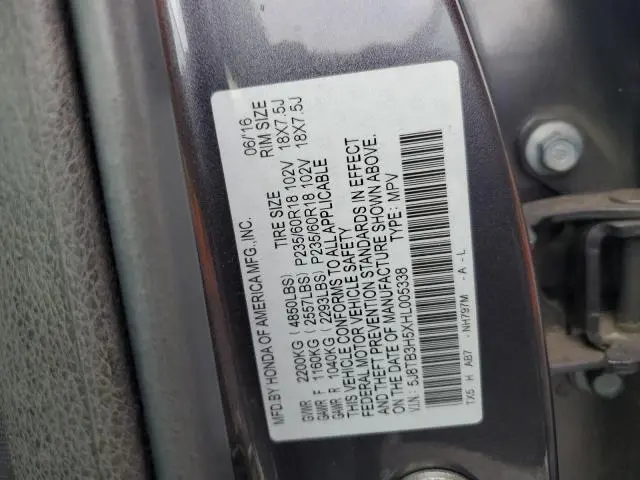 MFD.BY HONDA OF AMERICA MFG.,INC. 06/'16
TIRE SIZE RIM SIZE
GVWR 2200KG ( 4850LBS)
GAWR F 1160KG ( 2557LBS) P235/60R18 102V 18X7.5J
GAWR R 1040KG ( 2293LBS) P235/60R18 102V 18X7.5J
THIS VEHICLE CONFORMS TO ALL APPLICABLE
FEDERAL MOTOR VEHICLE SAFETY
AND THEFT PREVENTION STANDARDS IN EFFECT
ON THE DATE OF MANUFACTURE SHOWN ABOVE.
V.I.N.: 5J8TB3H5XHL005338 TYPE: MPV
TX5 H AB7 NH797M - A - L